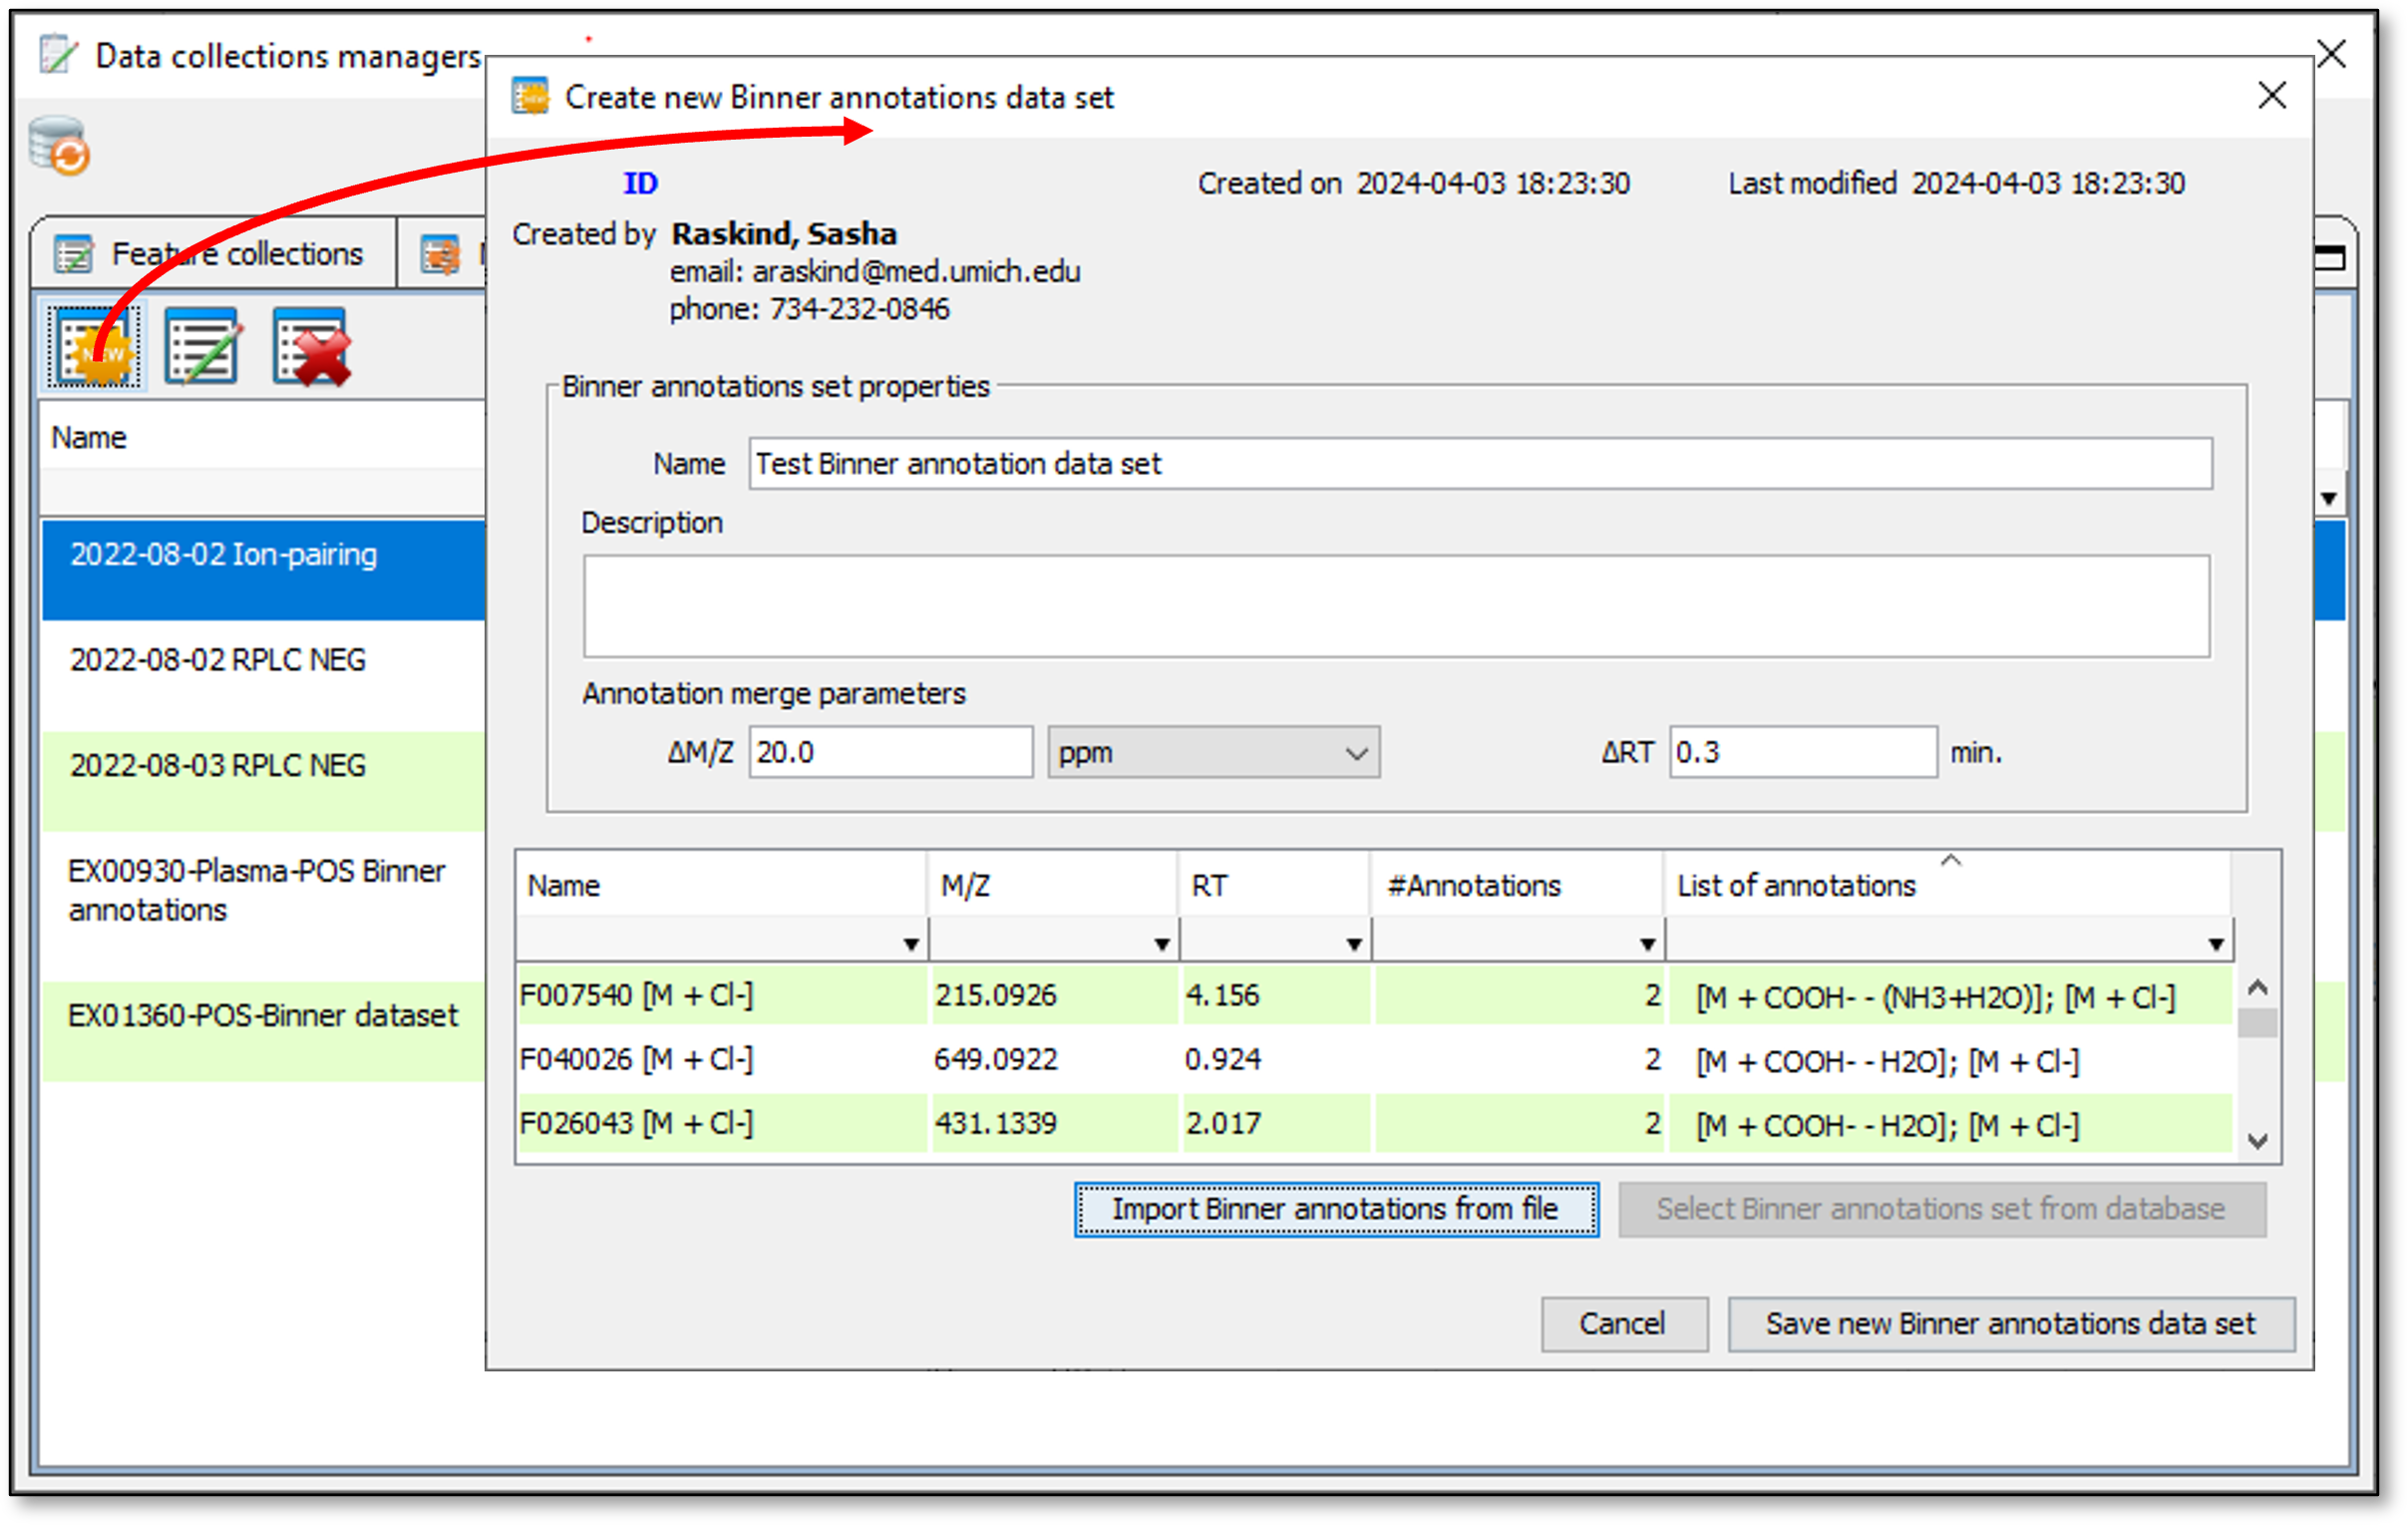 Data collections managers
Create new Binner annotations data set
ID
Created on 2024-04-03 18:23:30
Last modified 2024-04-03 18:23:30
Created by Raskind, Sasha
email: araskind@med.umich.edu
phone: 734-232-0846
Feature collections
NEW
Name
2022-08-02 Ion-pairing
2022-08-02 RPLC NEG
2022-08-03 RPLC NEG
EX00930-Plasma-POS Binner
annotations
EX01360-POS-Binner dataset
Binner annotations set properties
Name Test Binner annotation data set
Description
Annotation merge parameters
ΔM/Z 20.0 ppm ΔRT 0.3 min.
Name M/Z RT #Annotations List of annotations
F007540 [M + Cl-] 215.0926 4.156 2 [M + COOH- - (NH3+H2O)]; [M + Cl-]
F040026 [M + Cl-] 649.0922 0.924 2 [M + COOH- - H2O]; [M + Cl-]
F026043 [M + Cl-] 431.1339 2.017 2 [M + COOH- - H2O]; [M + Cl-]
Import Binner annotations from file
Select Binner annotations set from database
Cancel
Save new Binner annotations data set